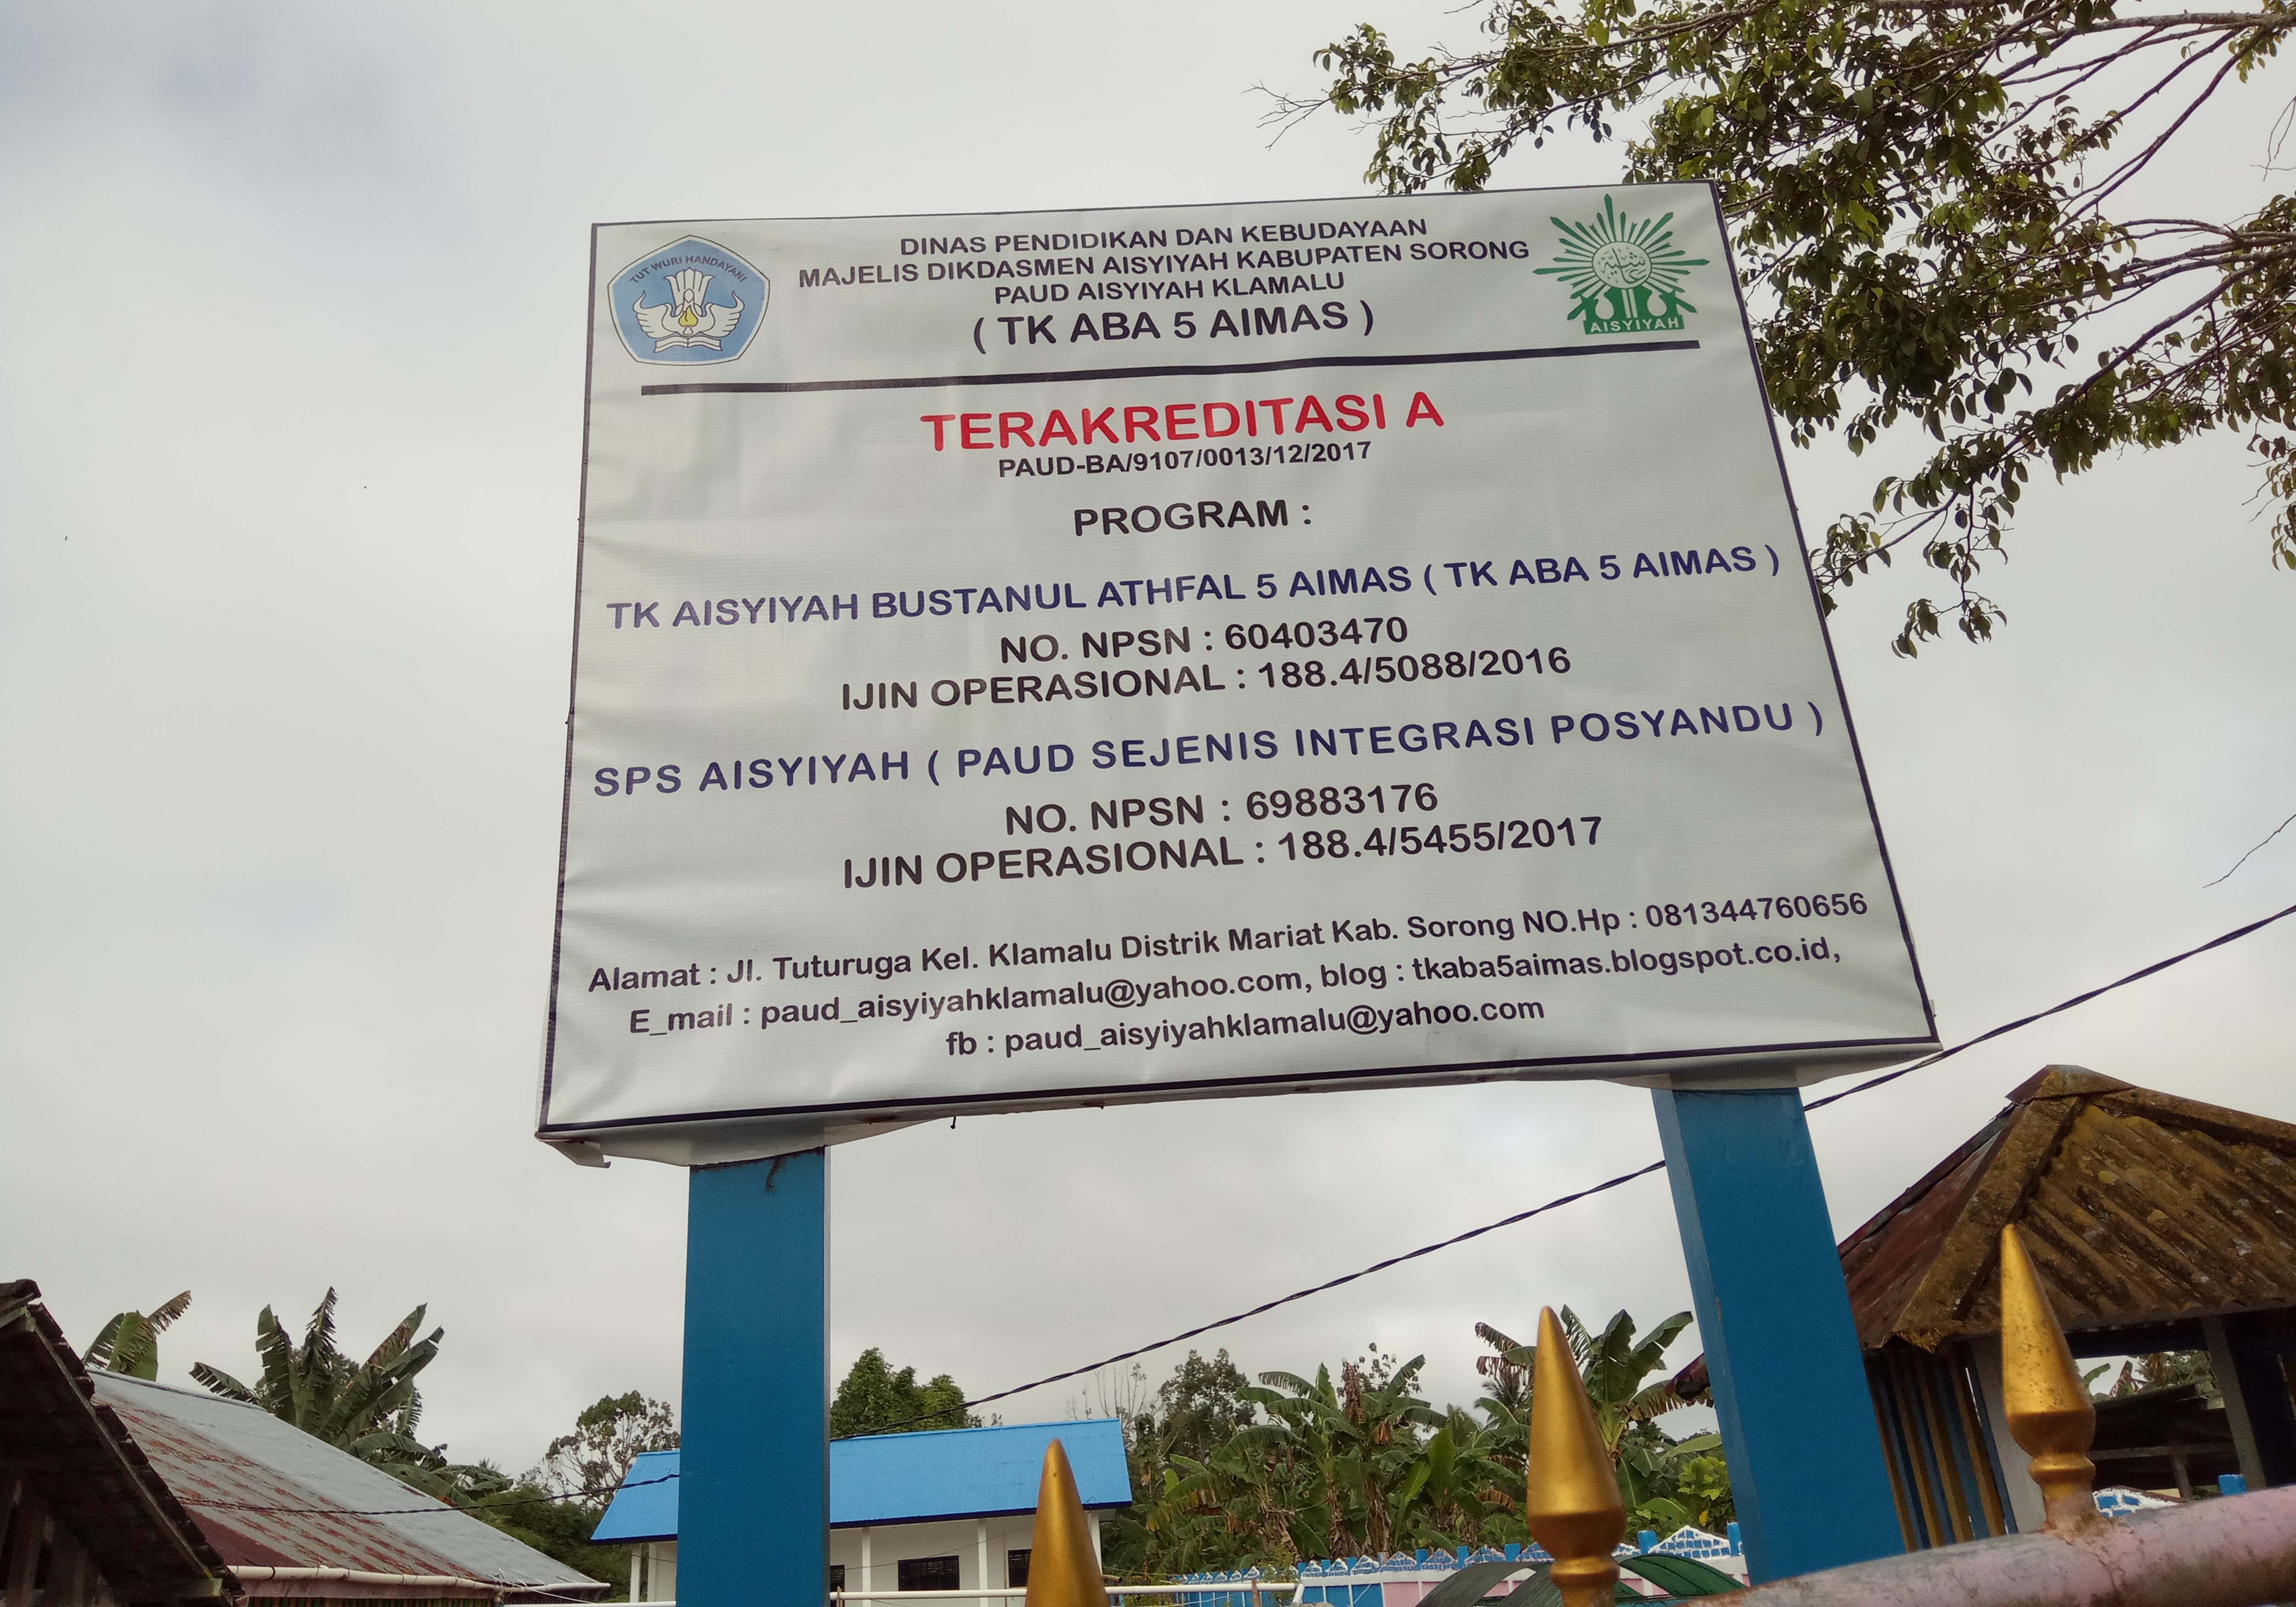 TUT WURI HANDAYANI
DINAS PENDIDIKAN DAN KEBUDAYAAN
MAJELIS DIKDASMEN AISYIYAH KABUPATEN SORONG
PAUD AISYIYAH KLAMALU
( TK ABA 5 AIMAS )
AISYIYAH
TERAKREDITASI A
PAUD-BA/9107/0013/12/2017
PROGRAM :
TK AISYIYAH BUSTANUL ATHFAL 5 AIMAS ( TK ABA 5 AIMAS )
NO. NPSN : 60403470
IJIN OPERASIONAL : 188.4/5088/2016
SPS AISYIYAH ( PAUD SEJENIS INTEGRASI POSYANDU )
NO. NPSN : 69883176
IJIN OPERASIONAL : 188.4/5455/2017
Alamat : Jl. Tuturuga Kel. Klamalu Distrik Mariat Kab. Sorong NO.Hp : 081344760656
E_mail : paud_aisyiyahklamalu@yahoo.com, blog : tkaba5aimas.blogspot.co.id,
fb : paud_aisyiyahklamalu@yahoo.com